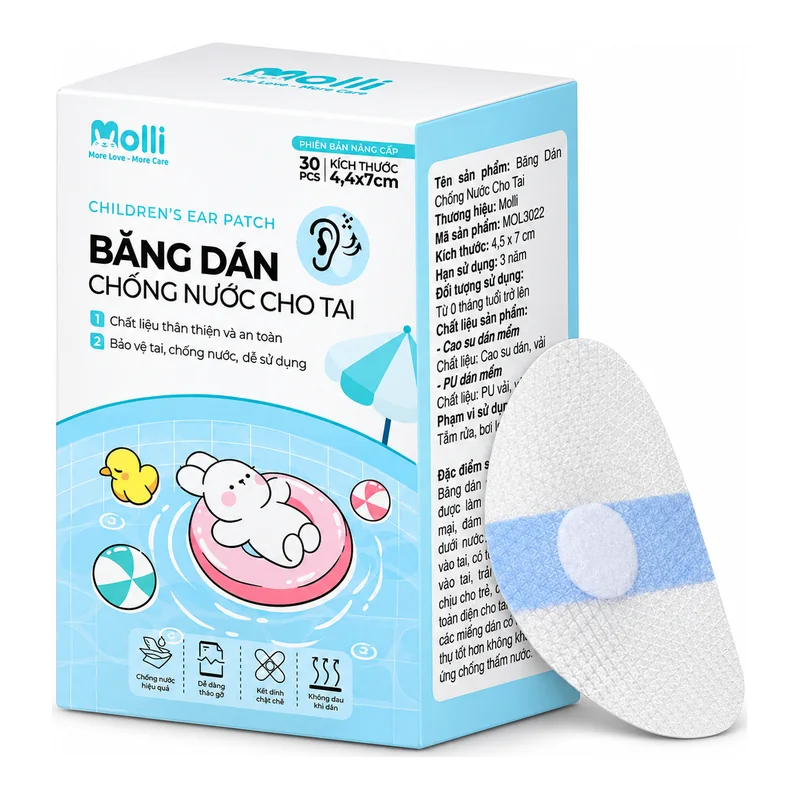 Molli
More Love - More Care
Molli
More Love - More Care
PHIÊN BẢN NÂNG CẤP
30 PCS
KÍCH THƯỚC
4,4x7cm
CHILDREN'S EAR PATCH
BĂNG DÁN
CHỐNG NƯỚC CHO TAI
1 Chất liệu thân thiện và an toàn
2 Bảo vệ tai, chống nước, dễ sử dụng
Chống nước
hiệu quả
Dễ dàng
tháo gỡ
Kết dính
chặt chẽ
Không đau
khi dán
Tên sản phẩm: Băng Dán
Chống Nước Cho Tai
Thương hiệu: Molli
Mã sản phẩm: MOL3022
Kích thước: 4,5 x 7 cm
Hạn sử dụng: 3 năm
Đối tượng sử dụng:
Từ 0 tháng tuổi trở lên
Chất liệu sản phẩm:
- Cao su dán mềm
Chất liệu: Cao su dán, vải
- PU dán mềm
Chất liệu: PU vải,
Phạm vi sử
Tắm rửa, bơi
Đặc điểm
Băng dán
được làm
mại, đảm
dưới nước
vào tai, có
vào tai,
chịu cho trẻ,
toàn diện cho
các miếng dán có
thụ tốt hơn không
ứng chống thấm nước.